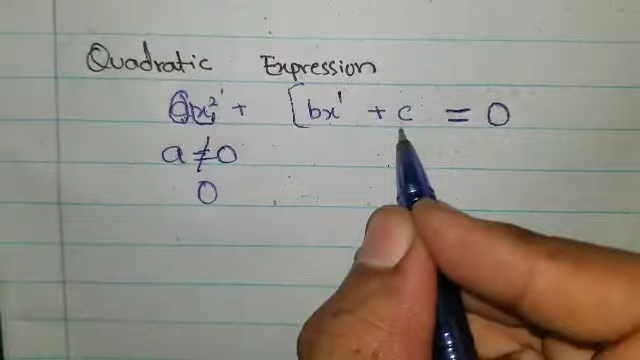 Quadratic Expression
ax² + [bx¹ + c = 0
a ≠ 0
0